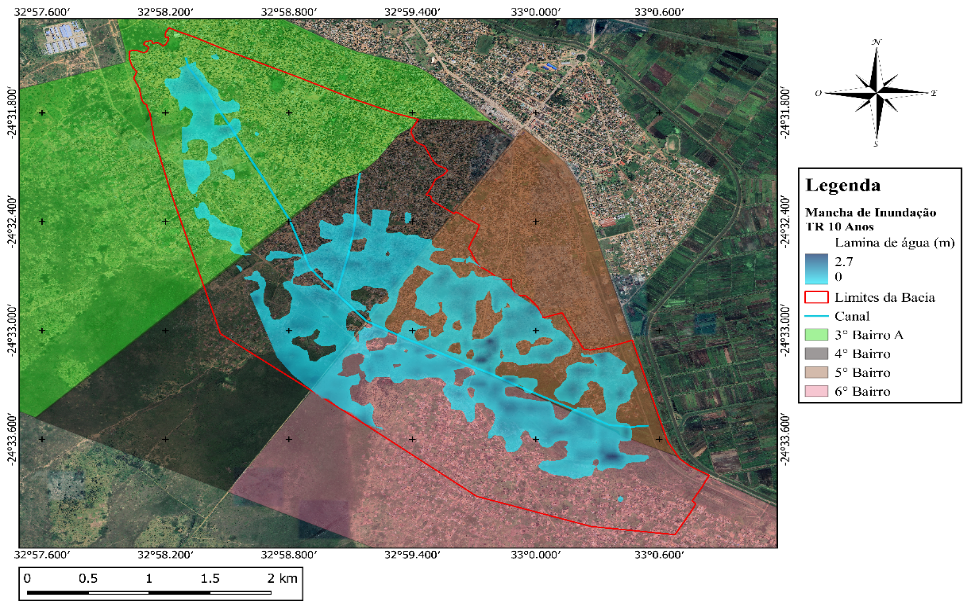 32°57.600′ 32°58.200′ 32°58.800′ 32°59.400′ 33°0.000′ 33°0.600′
-24°31.800′ -24°31.800′
-24°32.400′ -24°32.400′
-24°33.000′ -24°33.000′
-24°33.600′ -24°33.600′
32°57.600′ 32°58.200′ 32°58.800′ 32°59.400′ 33°0.000′ 33°0.600′
N
O E
S
Legenda
Mancha de Inundação
TR 10 Anos
Lamina de água (m)
2.7
0
Limites da Bacia
Canal
3° Bairro A
4° Bairro
5° Bairro
6° Bairro
0 0.5 1 1.5 2 km